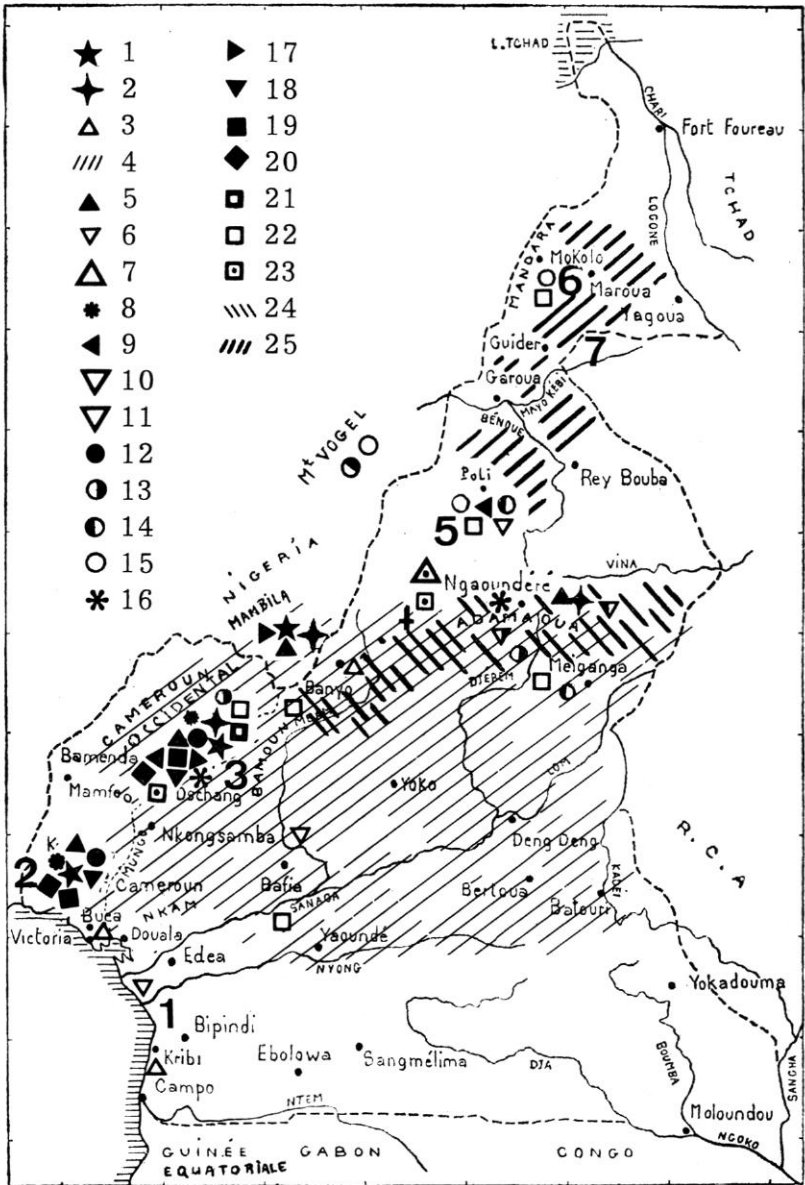 1
2
3
4
5
6
7
8
9
10
11
12
13
14
15
16
17
18
19
20
21
22
23
24
25
L.TCHAD
CHARI
Fort Foureau
TCHAD
LOGONE
MANDARA
Mokolo
6
Maroua
Yagoua
Guider
7
Garoua
MAYO KÉBI
BÉNOUÉ
Mt VOGEL
Poli
Rey Bouba
5
NIGERIA
VINA
MAMBILA
Ngaoundéré
ADAMAOUA
Banyo
DJEREM
Meiganga
CAMEROUN
OCCIDENTAL
BAMOUN
Bamenda
3
Mamfe
Dschang
Yoko
LOM
MUNGO
Nkongsamba
Deng Deng
R.C.A
K.
2
Cameroun
Bafia
Bertoua
KADEI
NKAM
Batouri
Buea
SANAGA
Victoria
Douala
Yaoundé
Edea
NYONG
Yokadouma
1
Bipindi
Kribi
Ebolowa
Sangmélima
DJA
BOUMBA
SANGHA
Campo
NTEM
Moloundou
NGOKO
GUINÉE
EQUATORIALE
GABON
CONGO